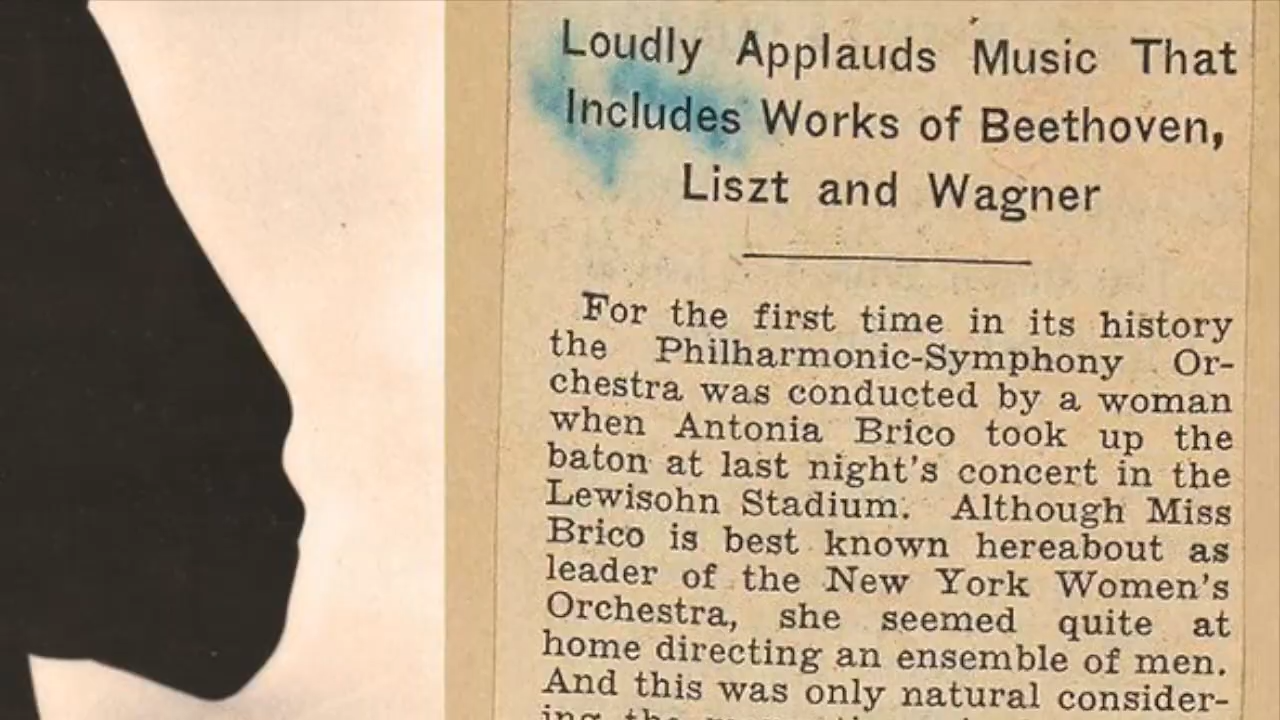 Loudly Applauds Music That
Includes Works of Beethoven,
Liszt and Wagner
For the first time in its history
the Philharmonic-Symphony Or-
chestra was conducted by a woman
when Antonia Brico took up the
baton at last night's concert in the
Lewisohn Stadium. Although Miss
Brico is best known hereabout as
leader of the New York Women's
Orchestra, she seemed quite at
home directing an ensemble of men.
And this was only natural consider-
ing the